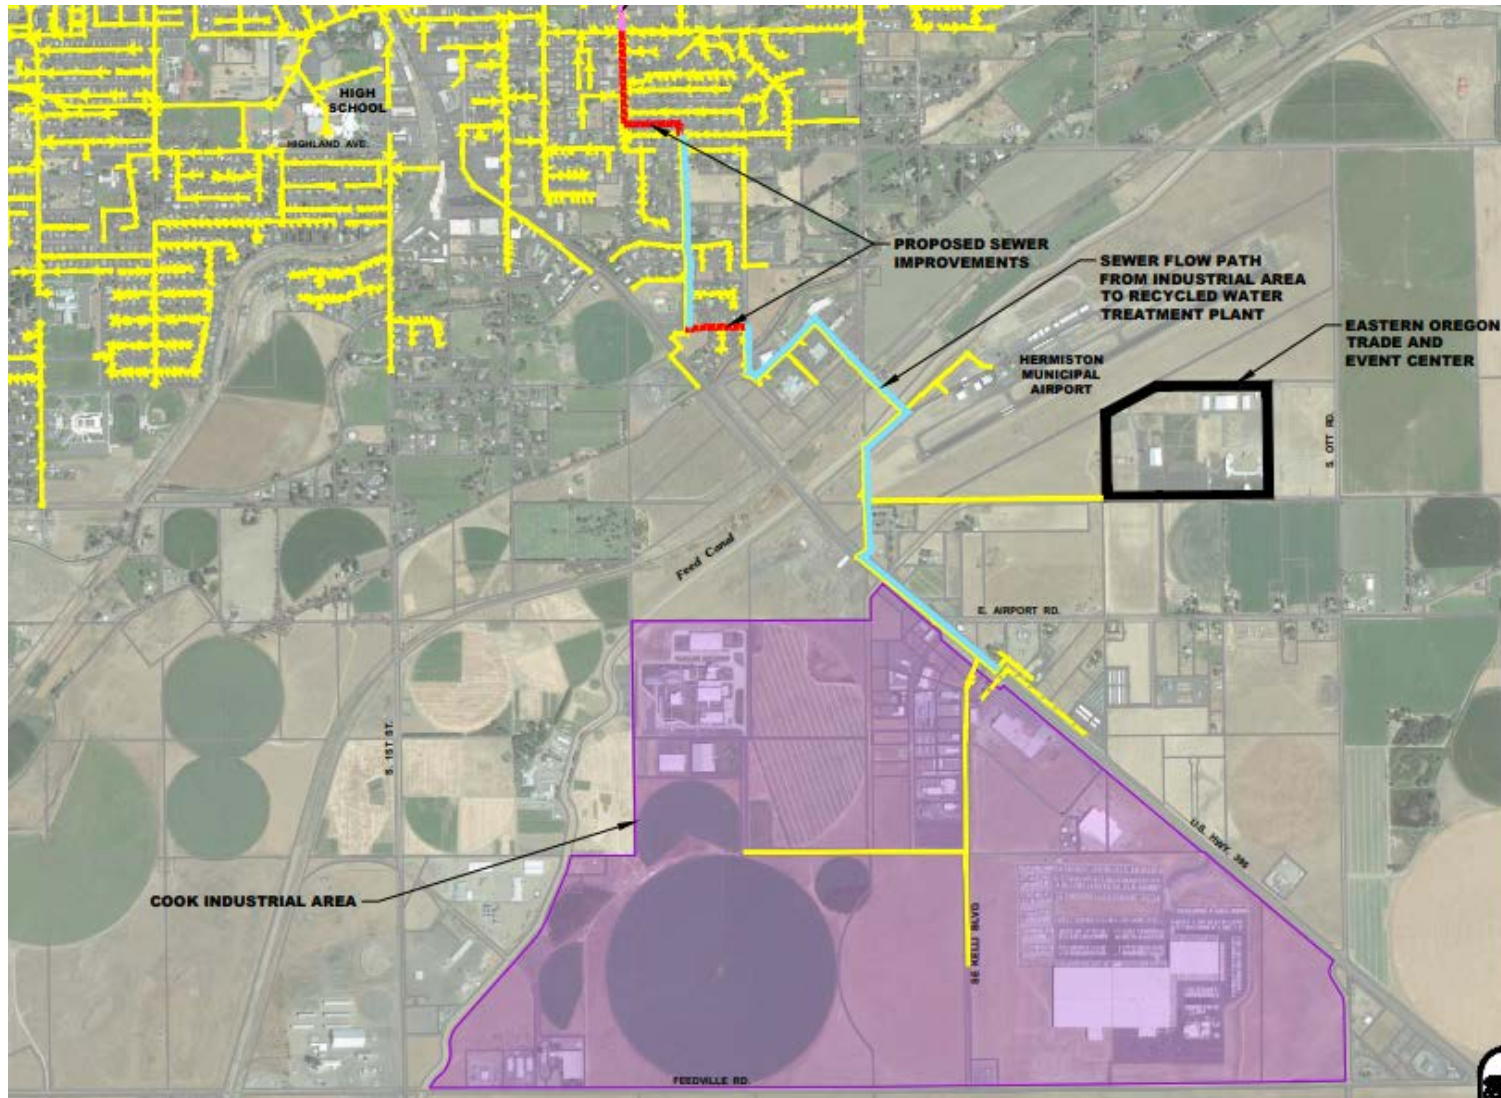 HIGH
SCHOOL
HIGHLAND AVE.
PROPOSED SEWER
IMPROVEMENTS
SEWER FLOW PATH
FROM INDUSTRIAL AREA
TO RECYCLED WATER
TREATMENT PLANT
EASTERN OREGON
TRADE AND
EVENT CENTER
HERMISTON
MUNICIPAL
AIRPORT
S. OTT RD.
Feed Canal
E. AIRPORT RD.
S. 1ST ST.
U.S. HWY. 395
COOK INDUSTRIAL AREA
SE KELLI BLVD
FEEDVILLE RD.